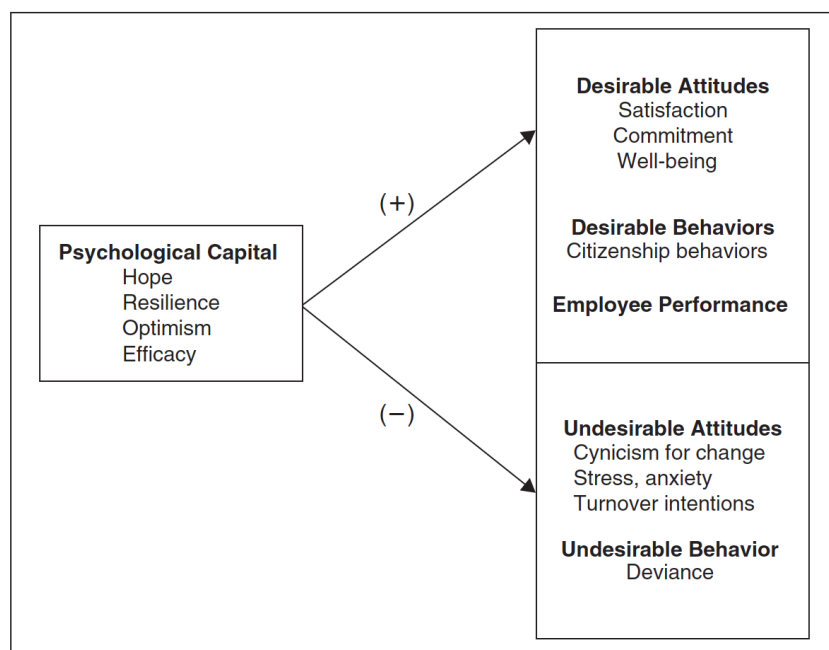 Psychological Capital
Hope
Resilience
Optimism
Efficacy
(+)
(−)
Desirable Attitudes
Satisfaction
Commitment
Well-being
Desirable Behaviors
Citizenship behaviors
Employee Performance
Undesirable Attitudes
Cynicism for change
Stress, anxiety
Turnover intentions
Undesirable Behavior
Deviance